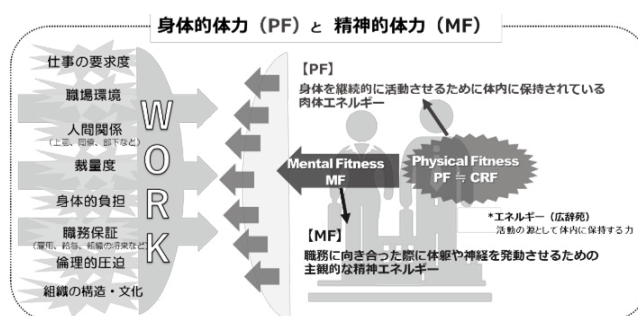 身体的体力（PF）と 精神的体力（MF）
仕事の要求度
職場環境
人間関係
（上司、同僚、部下など）
裁量度
身体的負担
職務保証
（雇用、給与、組織の将来など）
倫理的圧迫
組織の構造・文化
WORK
【PF】
身体を継続的に活動させるために体内に保持されている
肉体エネルギー
Mental Fitness
MF
Physical Fitness
PF ≒ CRF
*エネルギー（広辞苑）
活動の源として体内に保持する力
【MF】
職務に向き合った際に体躯や神経を発動させるための
主観的な精神エネルギー